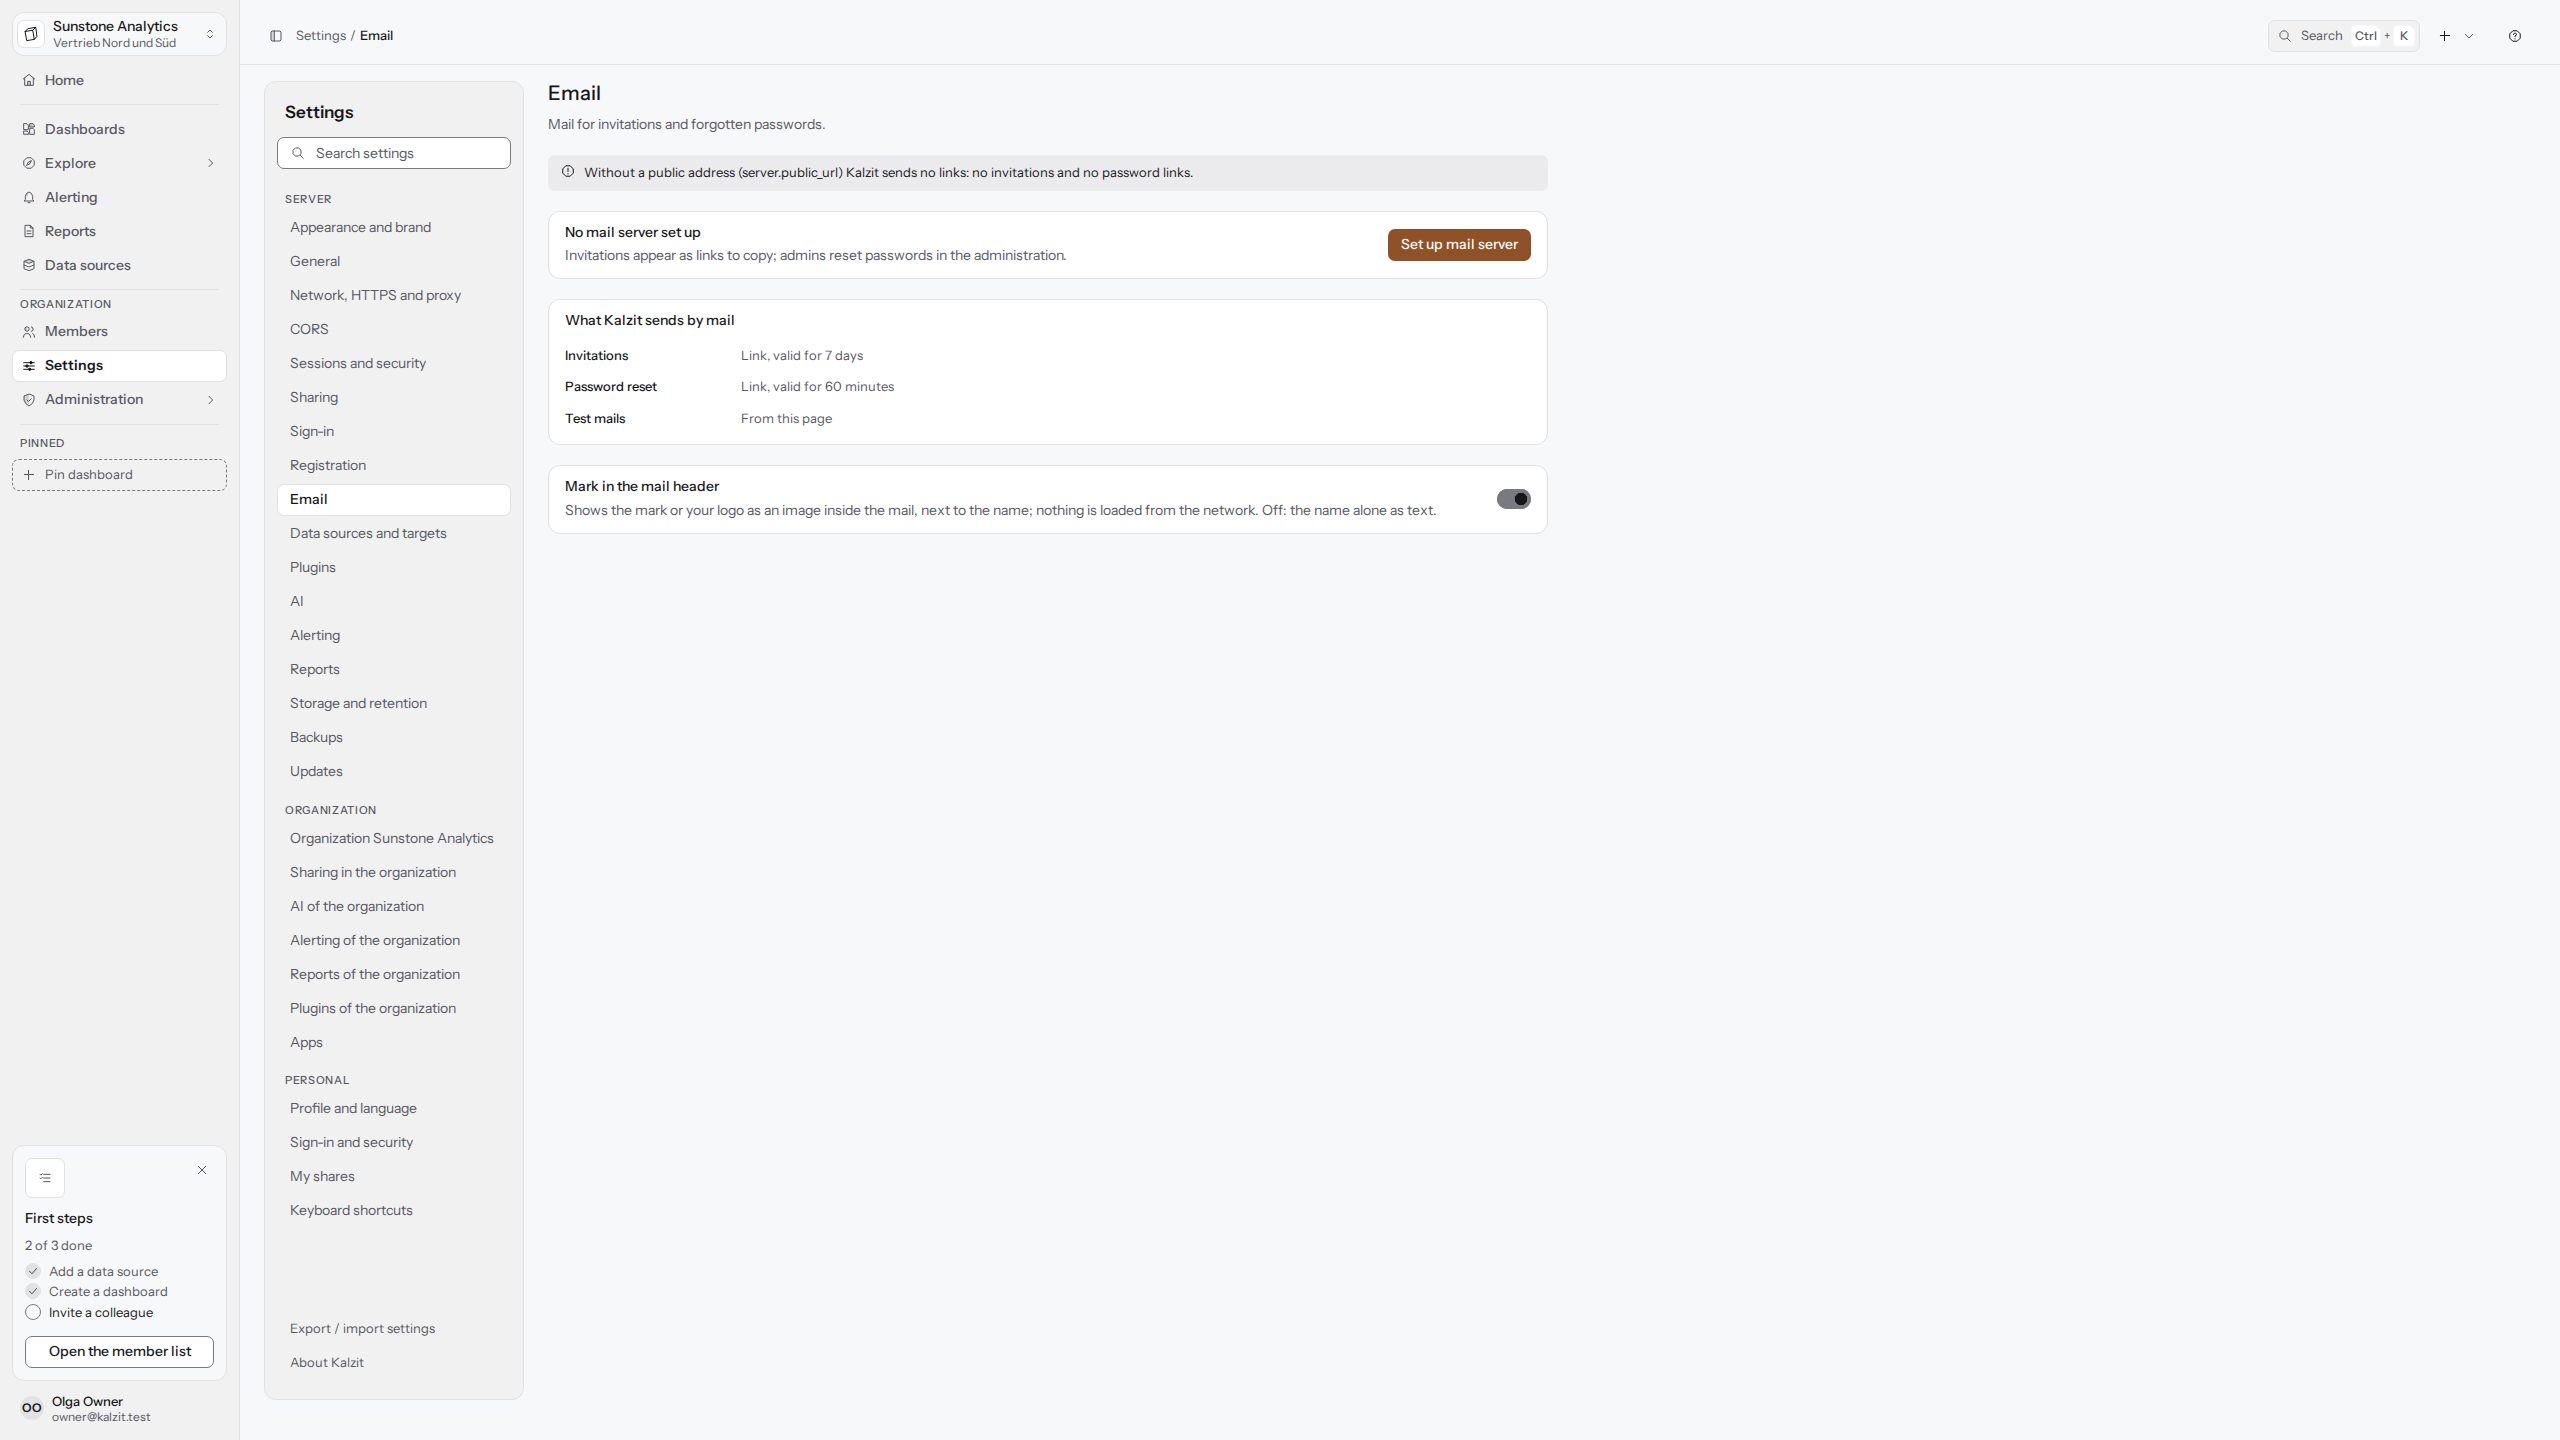 Sunstone Analytics
Vertrieb Nord und Süd
Home
Dashboards
Explore
Alerting
Reports
Data sources
ORGANIZATION
Members
Settings
Administration
PINNED
Pin dashboard
First steps
2 of 3 done
Add a data source
Create a dashboard
Invite a colleague
Open the member list
OO
Olga Owner
owner@kalzit.test
Settings / Email
Search Ctrl + K
Settings
Search settings
SERVER
Appearance and brand
General
Network, HTTPS and proxy
CORS
Sessions and security
Sharing
Sign-in
Registration
Email
Data sources and targets
Plugins
AI
Alerting
Reports
Storage and retention
Backups
Updates
ORGANIZATION
Organization Sunstone Analytics
Sharing in the organization
AI of the organization
Alerting of the organization
Reports of the organization
Plugins of the organization
Apps
PERSONAL
Profile and language
Sign-in and security
My shares
Keyboard shortcuts
Export / import settings
About Kalzit
Email
Mail for invitations and forgotten passwords.
Without a public address (server.public_url) Kalzit sends no links: no invitations and no password links.
No mail server set up
Invitations appear as links to copy; admins reset passwords in the administration.
Set up mail server
What Kalzit sends by mail
Invitations Link, valid for 7 days
Password reset Link, valid for 60 minutes
Test mails From this page
Mark in the mail header
Shows the mark or your logo as an image inside the mail, next to the name; nothing is loaded from the network. Off: the name alone as text.